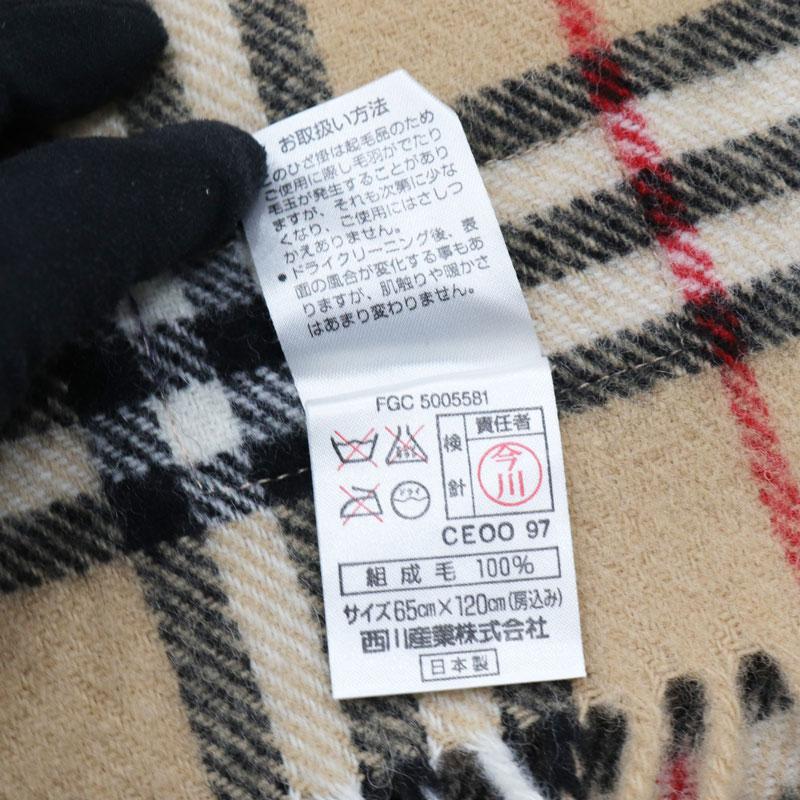 お取扱い方法
のひざ掛は起毛品のため
ご使用に際し毛羽がでたり
毛玉が発生することがあり
ますが、それも次第に少な
くなり、ご使用にはさしつ
かえありません。
●ドライクリーニング後、表
面の風合が変化する事もあ
りますが、肌触りや暖かさ
はあまり変わりません。
FGC 5005581
検針
責任者
今川
ドライ
CEOO 97
組成毛 100%
サイズ65cm×120cm(房込み)
西川産業株式会社
日本製